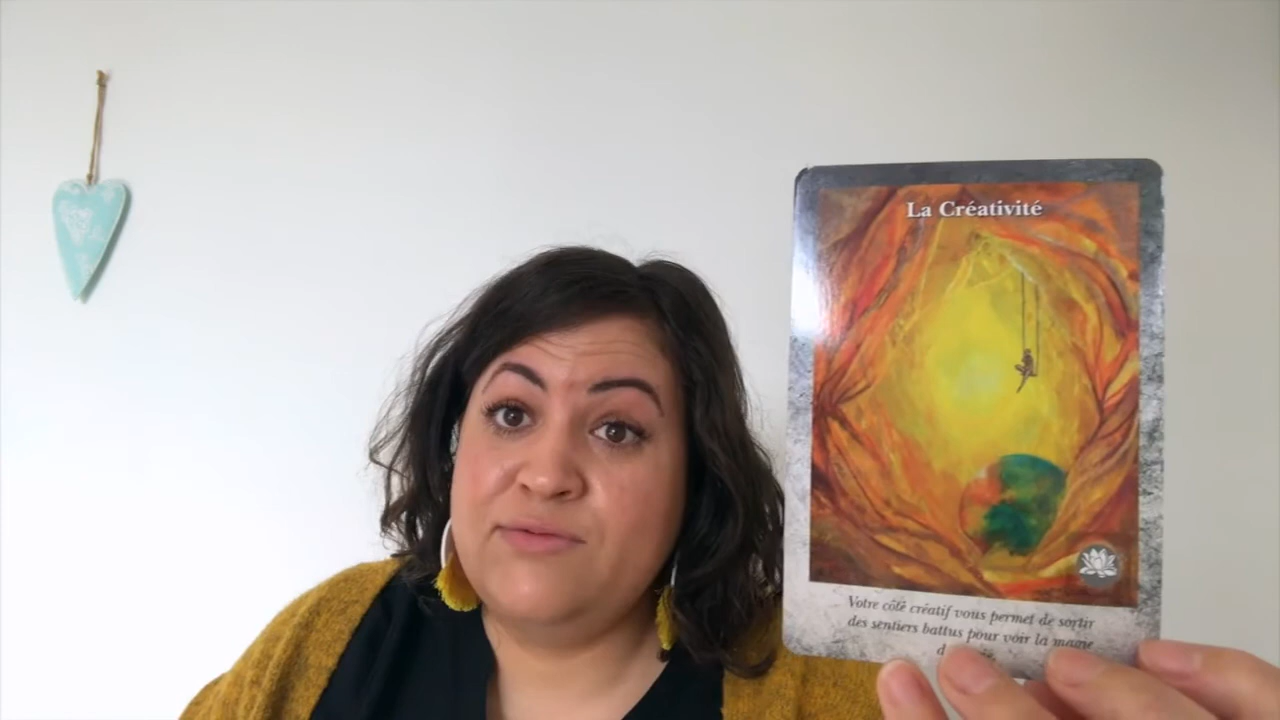 La Créativité
Votre côté créatif vous permet de sortir
des sentiers battus pour voir la magie